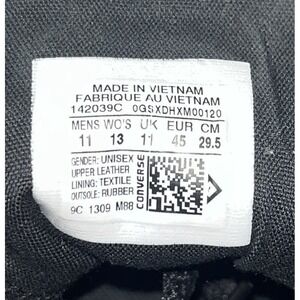 MADE IN VIETNAM
FABRIQUE AU VIETNAM
142039C 0GSXDHXM00120
MENS WO'S UK EUR CM
11 13 11 45 29.5
GENDER: UNISEX
UPPER LEATHER
LINING: TEXTILE
OUTSOLE: RUBBER
9C 1309 M88
CONVERSE